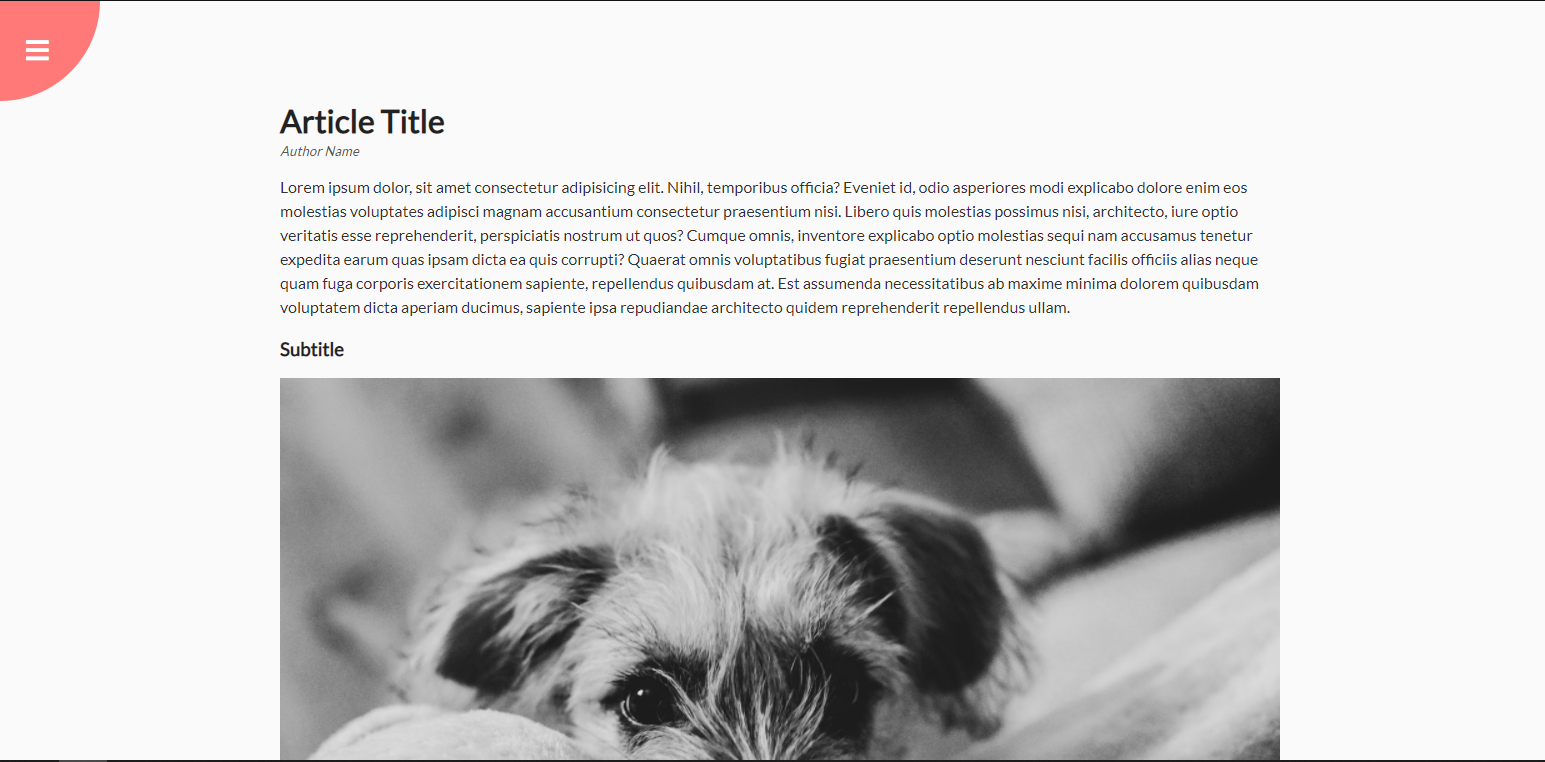 Article Title
Author Name
Lorem ipsum dolor, sit amet consectetur adipisicing elit. Nihil, temporibus officia? Eveniet id, odio asperiores modi explicabo dolore enim eos
molestias voluptates adipisci magnam accusantium consectetur praesentium nisi. Libero quis molestias possimus nisi, architecto, iure optio
veritatis esse reprehenderit, perspiciatis nostrum ut quos? Cumque omnis, inventore explicabo optio molestias sequi nam accusamus tenetur
expedita earum quas ipsam dicta ea quis corrupti? Quaerat omnis voluptatibus fugiat praesentium deserunt nesciunt facilis officiis alias neque
quam fuga corporis exercitationem sapiente, repellendus quibusdam at. Est assumenda necessitatibus ab maxime minima dolorem quibusdam
voluptatem dicta aperiam ducimus, sapiente ipsa repudiandae architecto quidem reprehenderit repellendus ullam.
Subtitle